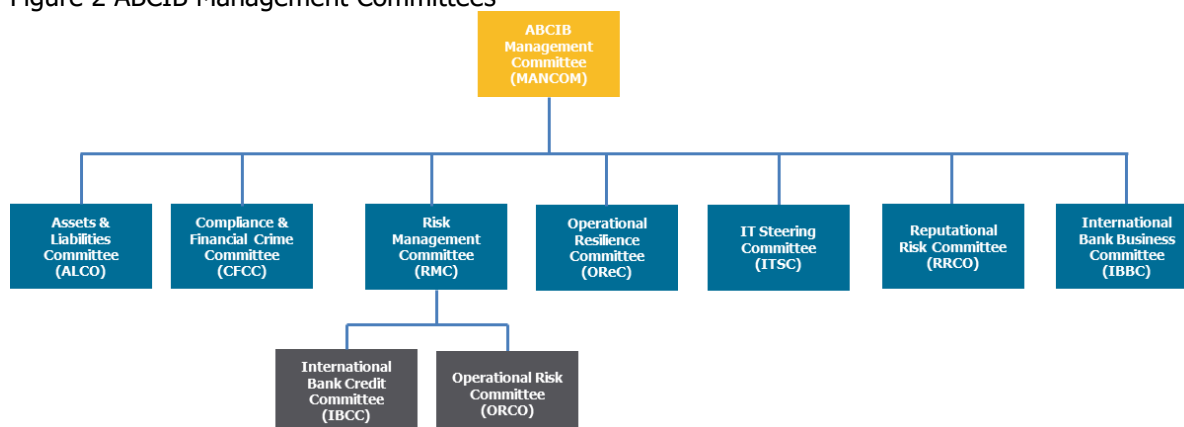 Figure 2 ABCIB Management Committees
ABCIB
Management
Committee
(MANCOM)
Assets &
Liabilities
Committee
(ALCO)
Compliance &
Financial Crime
Committee
(CFCC)
Risk
Management
Committee
(RMC)
Operational
Resilience
Committee
(OReC)
IT Steering
Committee
(ITSC)
Reputational
Risk Committee
(RRCO)
International
Bank Business
Committee
(IBBC)
International
Bank Credit
Committee
(IBCC)
Operational Risk
Committee
(ORCO)